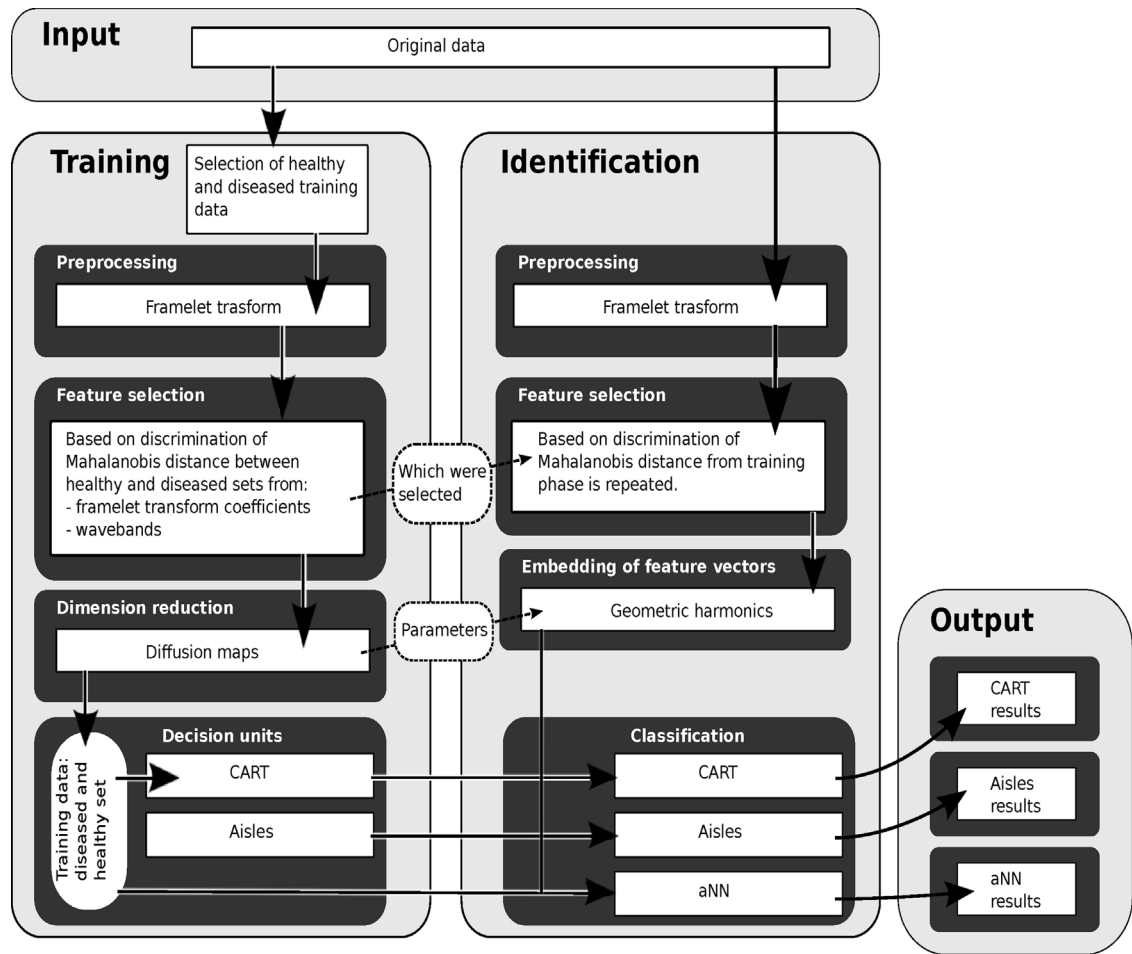 Input
Original data
Training
Selection of healthy
and diseased training
data
Preprocessing
Framelet trasform
Feature selection
Based on discrimination of
Mahalanobis distance between
healthy and diseased sets from:
- framelet transform coefficients
- wavebands
Dimension reduction
Diffusion maps
Training data:
diseased and
healthy set
Decision units
CART
Aisles
Which were
selected
Parameters
Identification
Preprocessing
Framelet trasform
Feature selection
Based on discrimination of
Mahalanobis distance from training
phase is repeated.
Embedding of feature vectors
Geometric harmonics
Classification
CART
Aisles
aNN
Output
CART
results
Aisles
results
aNN
results